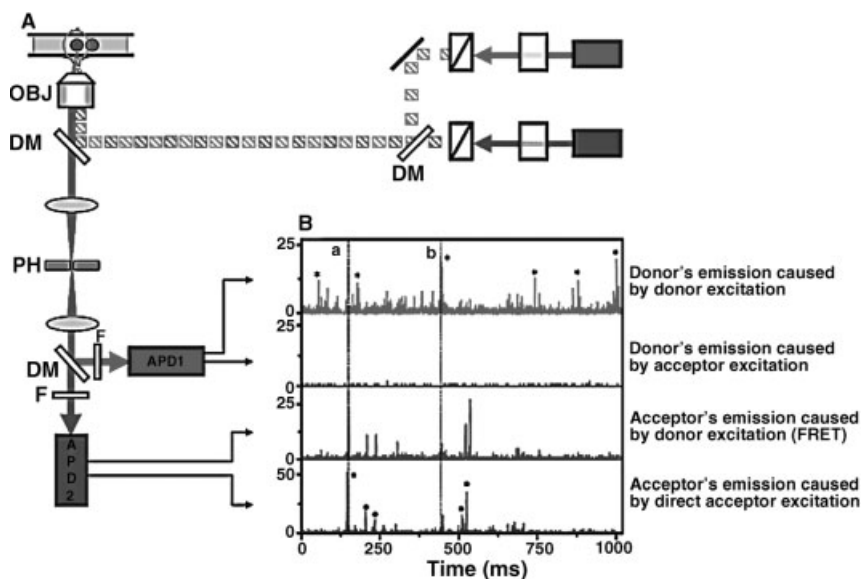 A
OBJ
DM
DM
PH
DM
F
F
APD1
A
P
D
2
B
a
b
25
0
25
0
25
0
50
0
0
250
500
750
1000
Time (ms)
Donor's emission caused
by donor excitation
Donor's emission caused
by acceptor excitation
Acceptor's emission caused
by donor excitation (FRET)
Acceptor's emission caused
by direct acceptor excitation